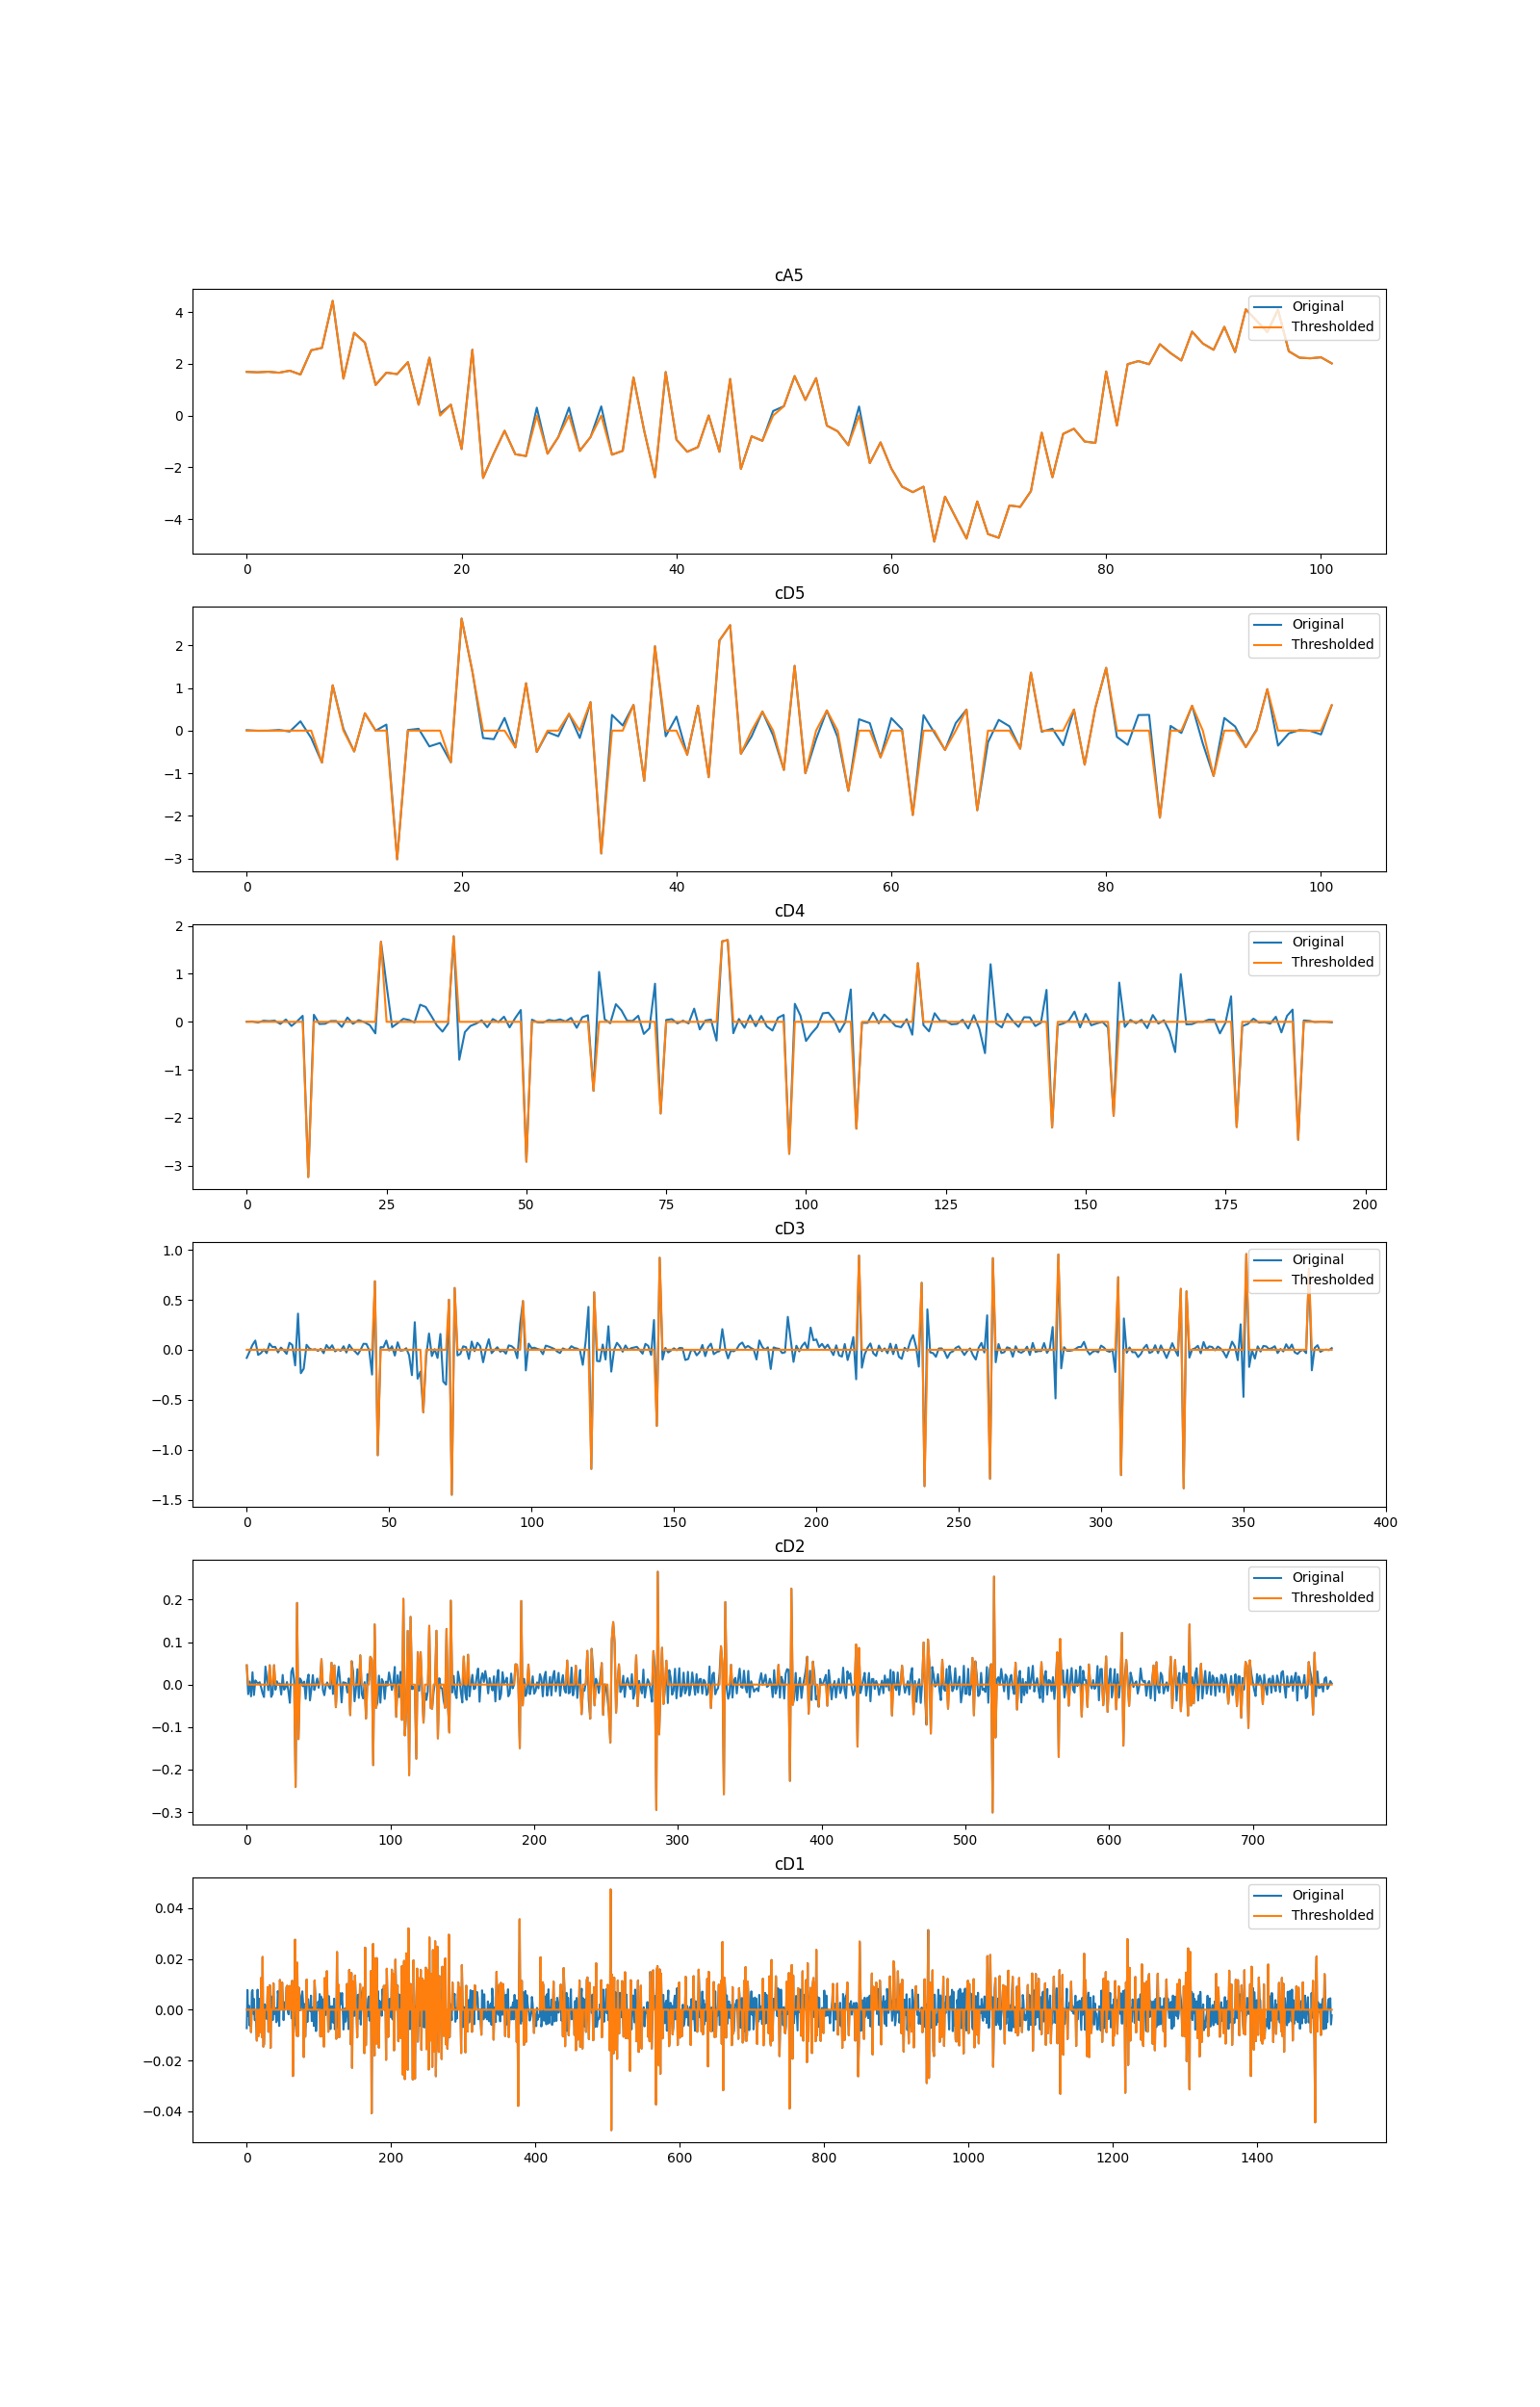 cA5
4
2
0
−2
−4
Original
Thresholded
0 20 40 60 80 100
cD5
2
1
0
−1
−2
−3
Original
Thresholded
0 20 40 60 80 100
cD4
2
1
0
−1
−2
−3
Original
Thresholded
0 25 50 75 100 125 150 175 200
cD3
1.0
0.5
0.0
−0.5
−1.0
−1.5
Original
Thresholded
0 50 100 150 200 250 300 350 400
cD2
0.2
0.1
0.0
−0.1
−0.2
−0.3
Original
Thresholded
0 100 200 300 400 500 600 700
cD1
0.04
0.02
0.00
−0.02
−0.04
Original
Thresholded
0 200 400 600 800 1000 1200 1400